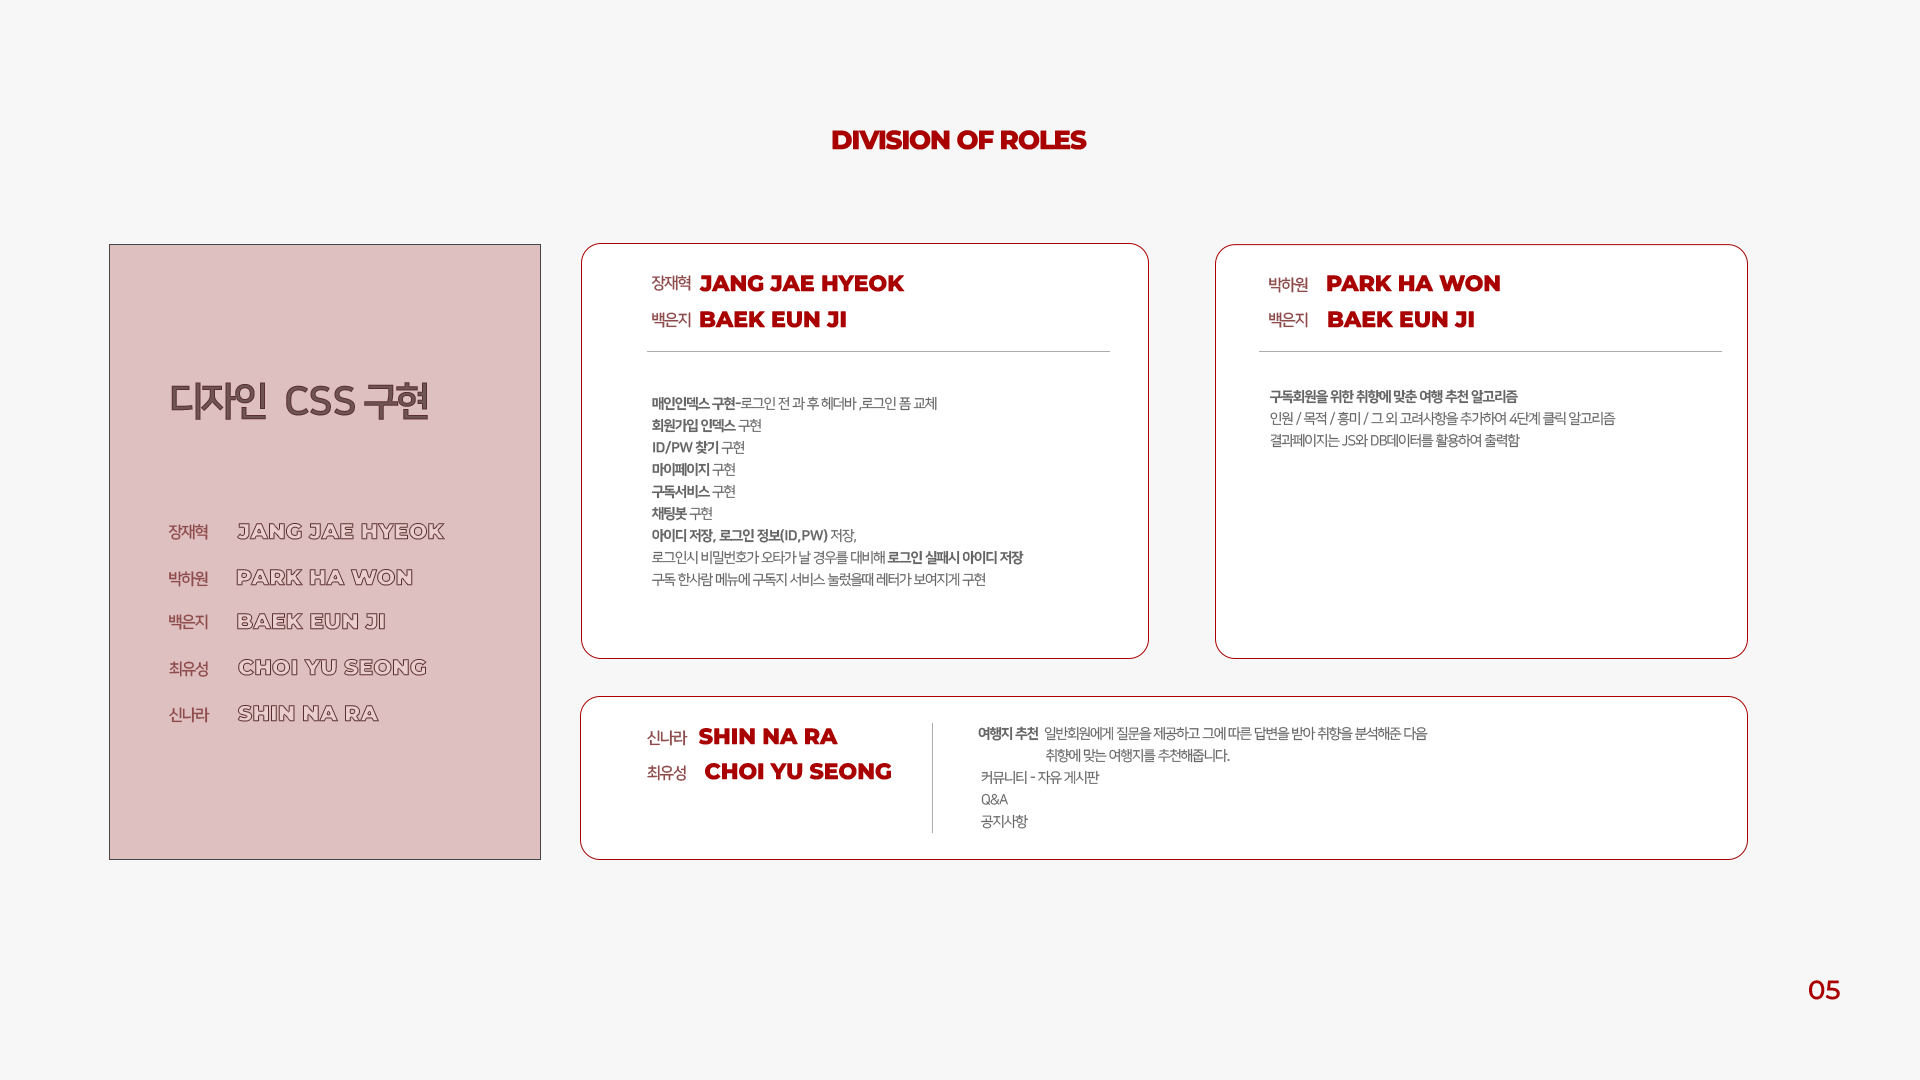 DIVISION OF ROLES
디자인 CSS 구현
장재혁 JANG JAE HYEOK
박하원 PARK HA WON
백은지 BAEK EUN JI
최유성 CHOI YU SEONG
신나라 SHIN NA RA
장재혁 JANG JAE HYEOK
백은지 BAEK EUN JI
매인인덱스 구현-로그인 전 과 후 헤더바 ,로그인 폼 교체
회원가입 인덱스 구현
ID/PW 찾기 구현
마이페이지 구현
구독서비스 구현
채팅봇 구현
아이디 저장, 로그인 정보(ID,PW) 저장,
로그인시 비밀번호가 오타가 날 경우를 대비해 로그인 실패시 아이디 저장
구독 한사람 메뉴에 구독지 서비스 눌렀을때 레터가 보여지게 구현
박하원 PARK HA WON
백은지 BAEK EUN JI
구독회원을 위한 취향에 맞춘 여행 추천 알고리즘
인원 / 목적 / 흥미 / 그 외 고려사항을 추가하여 4단계 클릭 알고리즘
결과페이지는 JS와 DB데이터를 활용하여 출력함
신나라 SHIN NA RA
최유성 CHOI YU SEONG
여행지 추천 일반회원에게 질문을 제공하고 그에 따른 답변을 받아 취향을 분석해준 다음
취향에 맞는 여행지를 추천해줍니다.
커뮤니티 - 자유 게시판
Q&A
공지사항
05